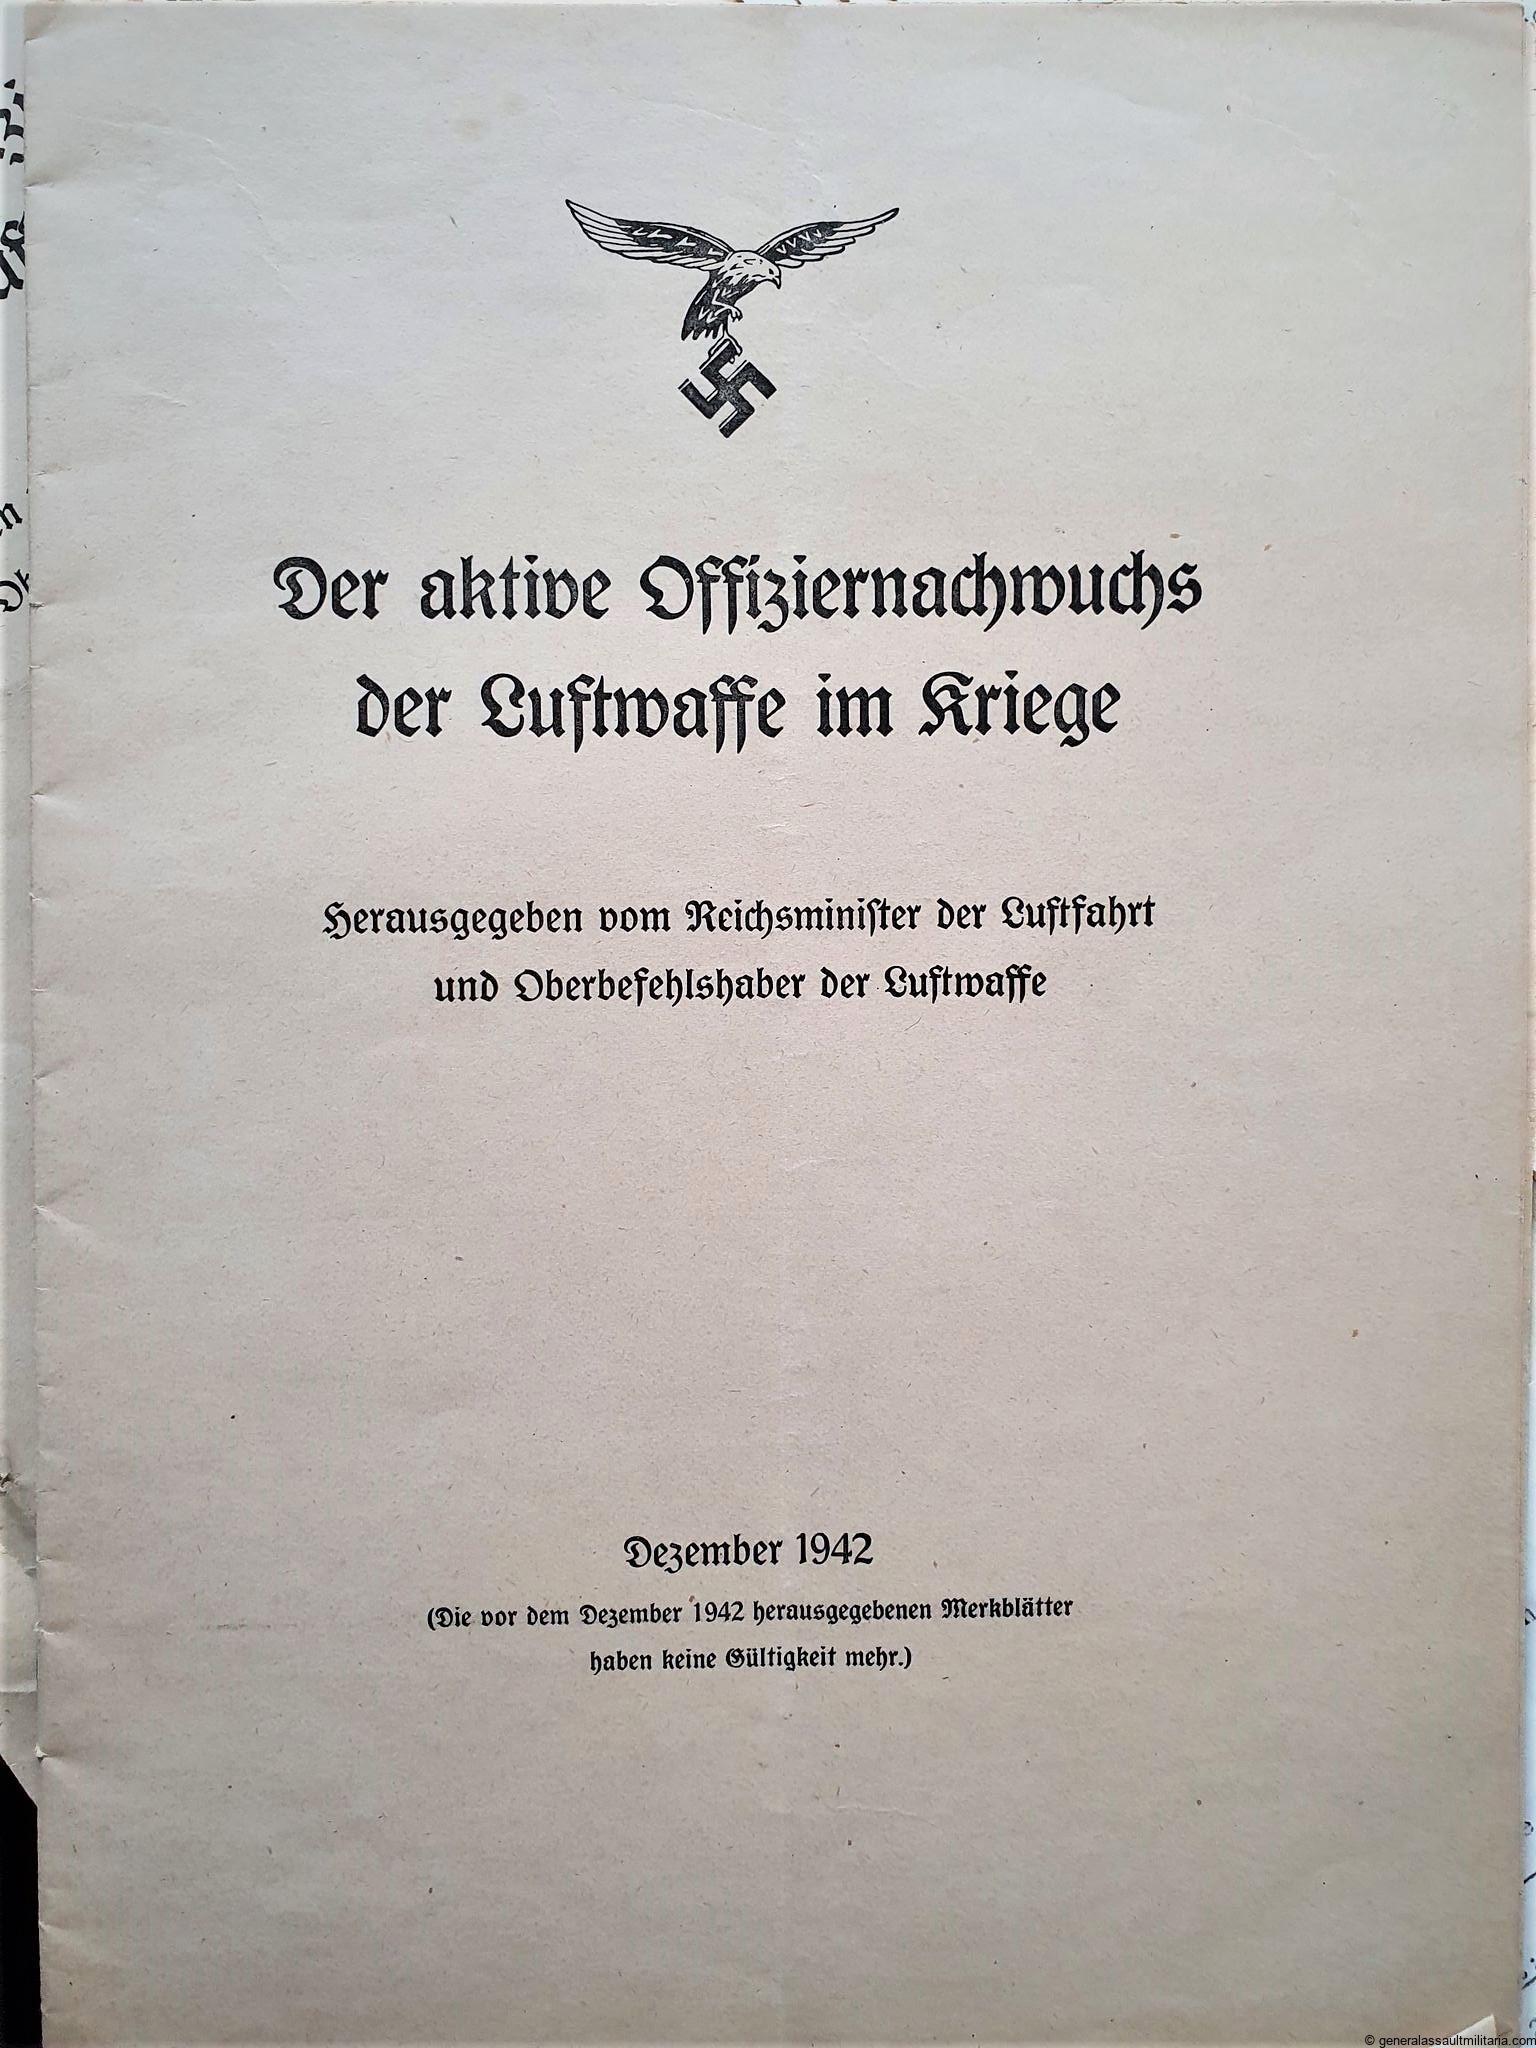 Der aktive Offiziernachwuchs
der Luftwaffe im Kriege
Herausgegeben vom Reichsminiſter der Luftfahrt
und Oberbefehlshaber der Luftwaffe
Dezember 1942
(Die vor dem Dezember 1942 herausgegebenen Merkblätter
haben keine Gültigkeit mehr.)
© generalassaultmilitaria.com